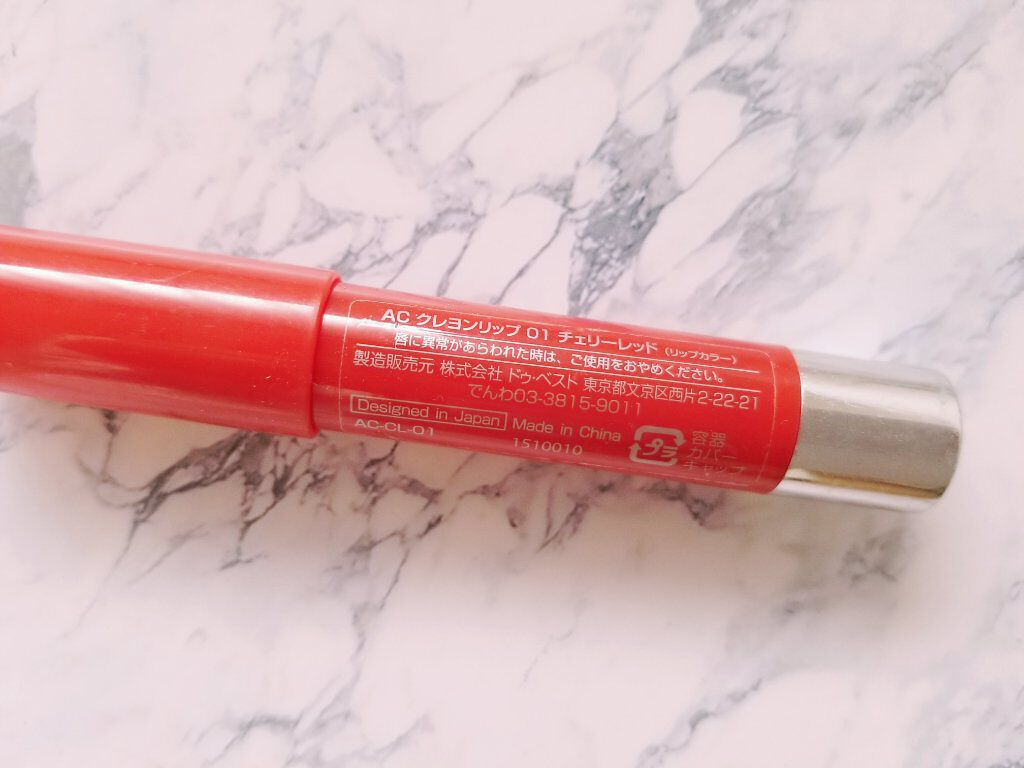 AC クレヨンリップ 01 チェリーレッド (リップカラー)
唇に異常があらわれた時は、ご使用をおやめください。
製造販売元 株式会社 ドゥ・ベスト 東京都文京区西片2-22-21
でんわ03-3815-9011
Designed in Japan Made in China
AC-CL-01 1510010
プラ
容器
カバー
キャップ